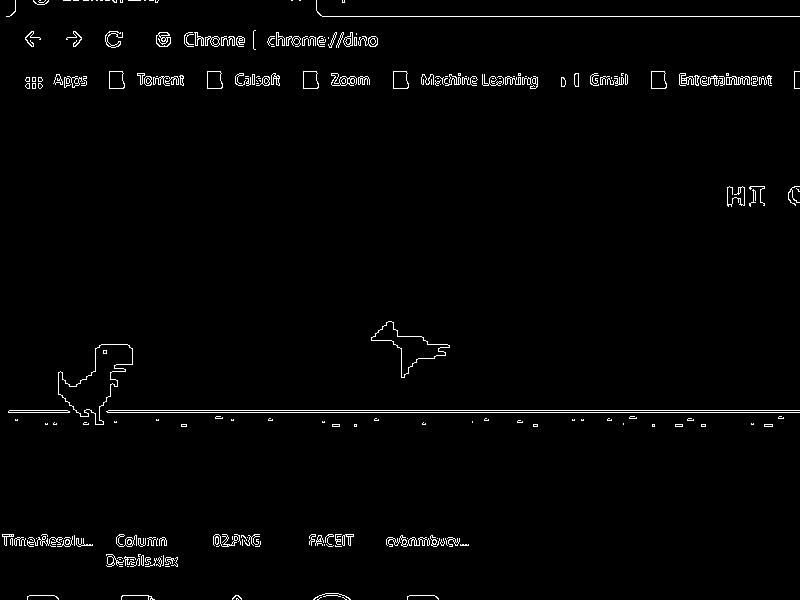 Chrome | chrome://dino
Apps Torrent Calsoft Zoom Machine Learning Gmail Entertainment
HI
TimerResolu... Column 02.PNG FACEIT cvbnmbvcv...
Details.xlsx